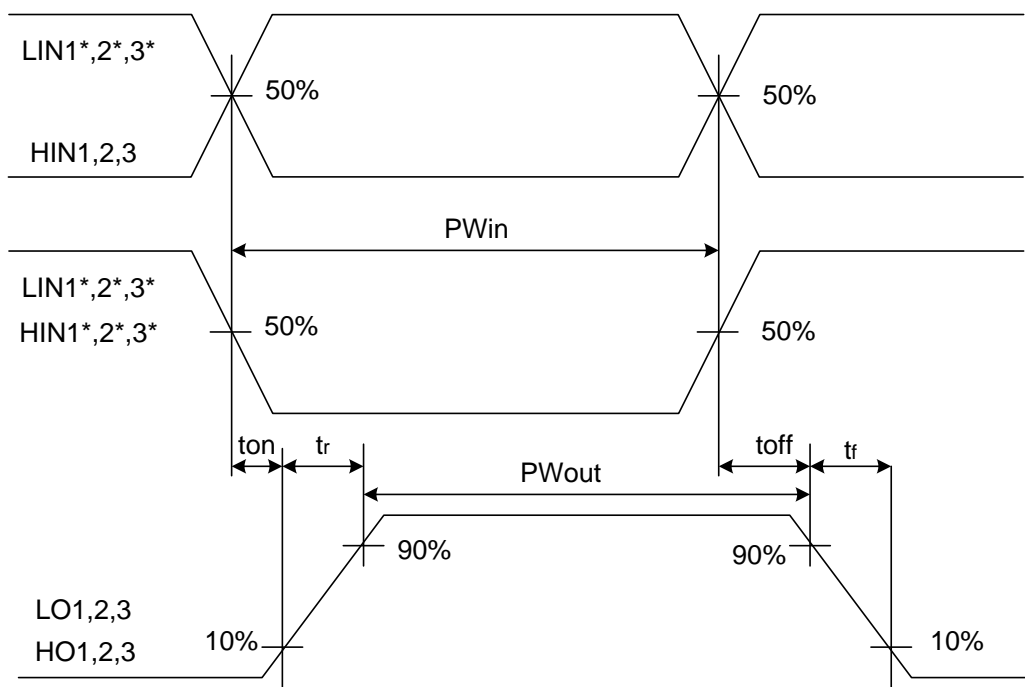 LIN1*,2*,3*
50%
50%
HIN1,2,3
PWin
LIN1*,2*,3*
HIN1*,2*,3*
50%
50%
ton
tr
toff
tf
PWout
90%
90%
LO1,2,3
HO1,2,3
10%
10%